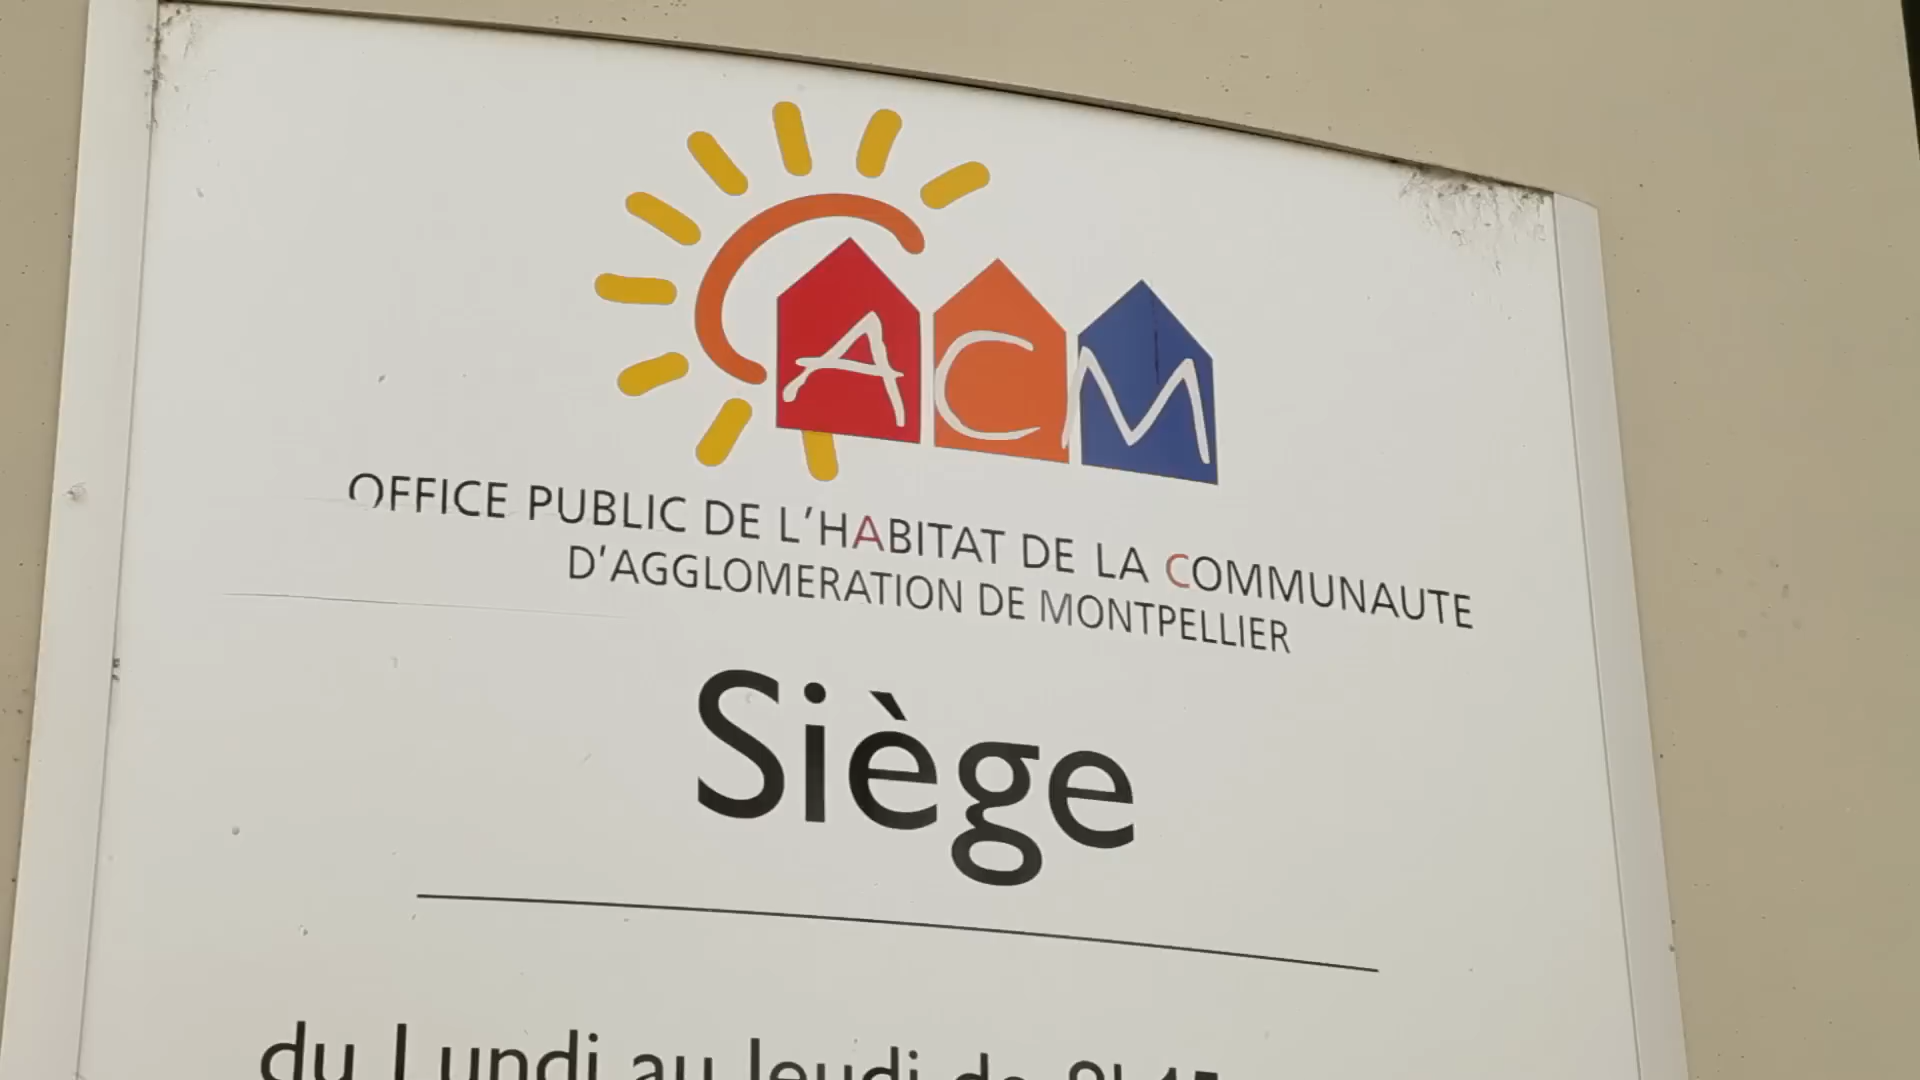 ACM
OFFICE PUBLIC DE L'HABITAT DE LA COMMUNAUTE
D'AGGLOMERATION DE MONTPELLIER
Siège
du Lundi au Jeudi de